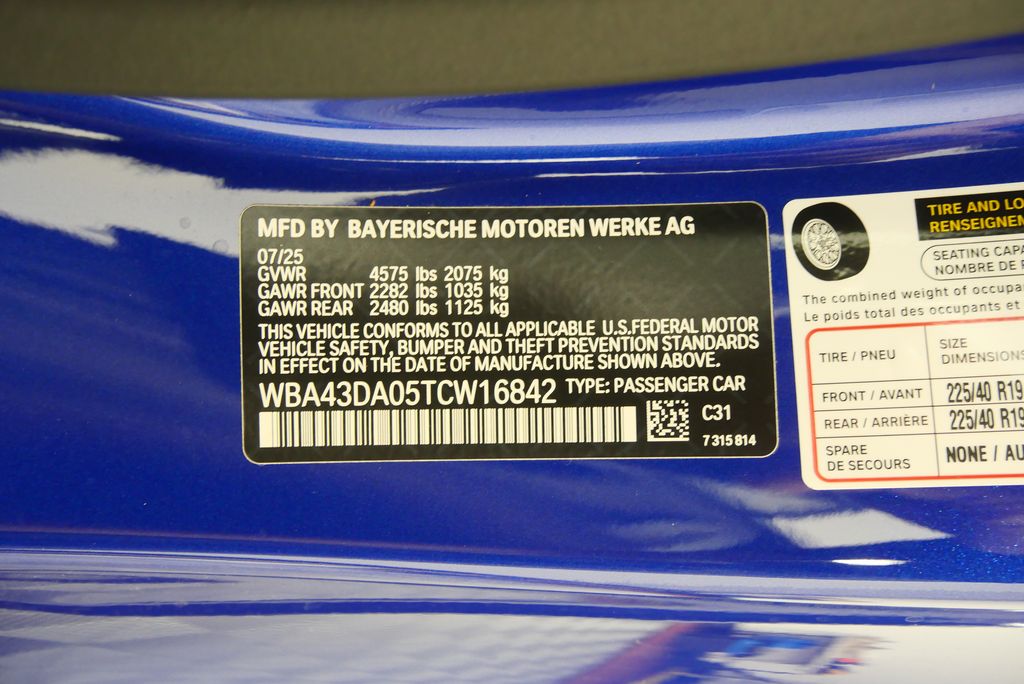 MFD BY BAYERISCHE MOTOREN WERKE AG
07/25
GVWR 4575 lbs 2075 kg
GAWR FRONT 2282 lbs 1035 kg
GAWR REAR 2480 lbs 1125 kg
THIS VEHICLE CONFORMS TO ALL APPLICABLE U.S.FEDERAL MOTOR
VEHICLE SAFETY, BUMPER AND THEFT PREVENTION STANDARDS
IN EFFECT ON THE DATE OF MANUFACTURE SHOWN ABOVE.
WBA43DA05TCW16842 TYPE: PASSENGER CAR
C31
7315814
TIRE AND LO
RENSEIGNEM
SEATING CAPA
NOMBRE DE
The combined weight of occupa
Le poids total des occupants et
TIRE / PNEU
SIZE
DIMENSIONS
FRONT / AVANT 225/40 R19
REAR / ARRIÈRE 225/40 R19
SPARE
DE SECOURS
NONE / AU